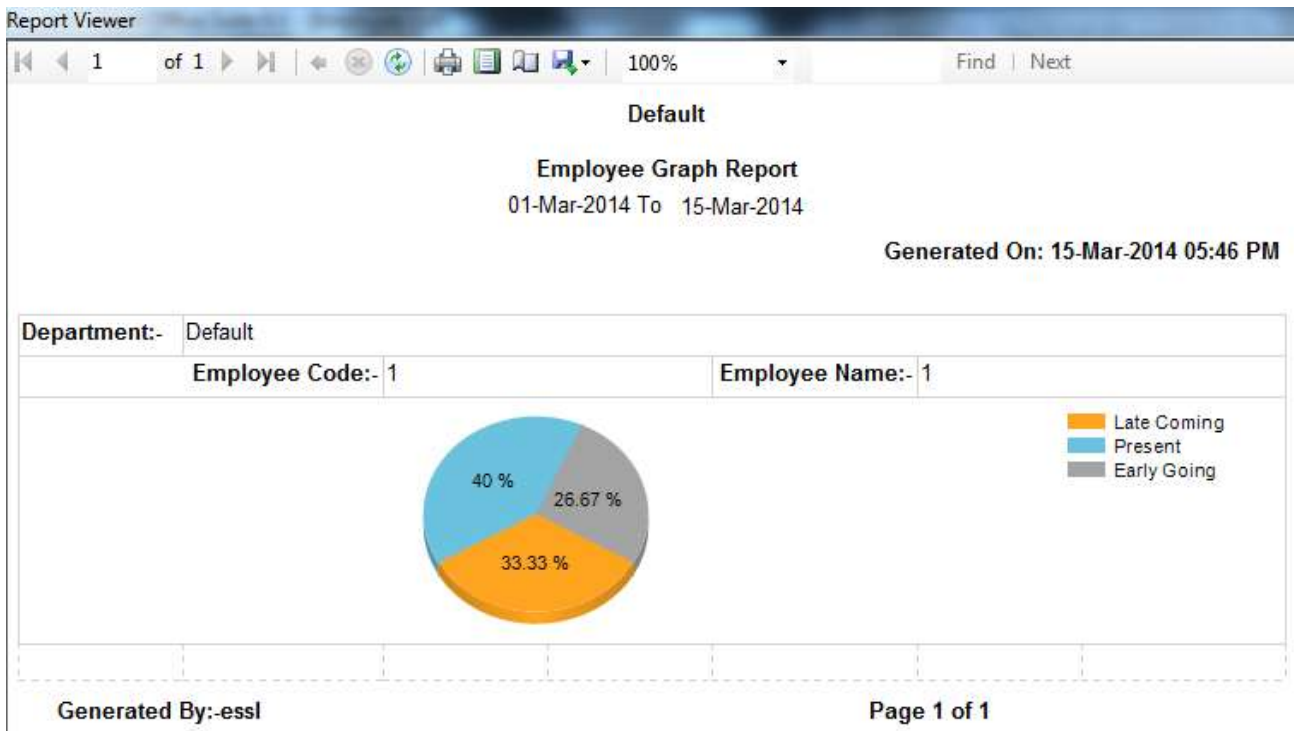 Report Viewer
1 of 1 100% Find | Next
Default
Employee Graph Report
01-Mar-2014 To 15-Mar-2014
Generated On: 15-Mar-2014 05:46 PM
Department:- Default
Employee Code:- 1 Employee Name:- 1
Late Coming
Present
Early Going
40 %
26.67 %
33.33 %
Generated By:-essl Page 1 of 1